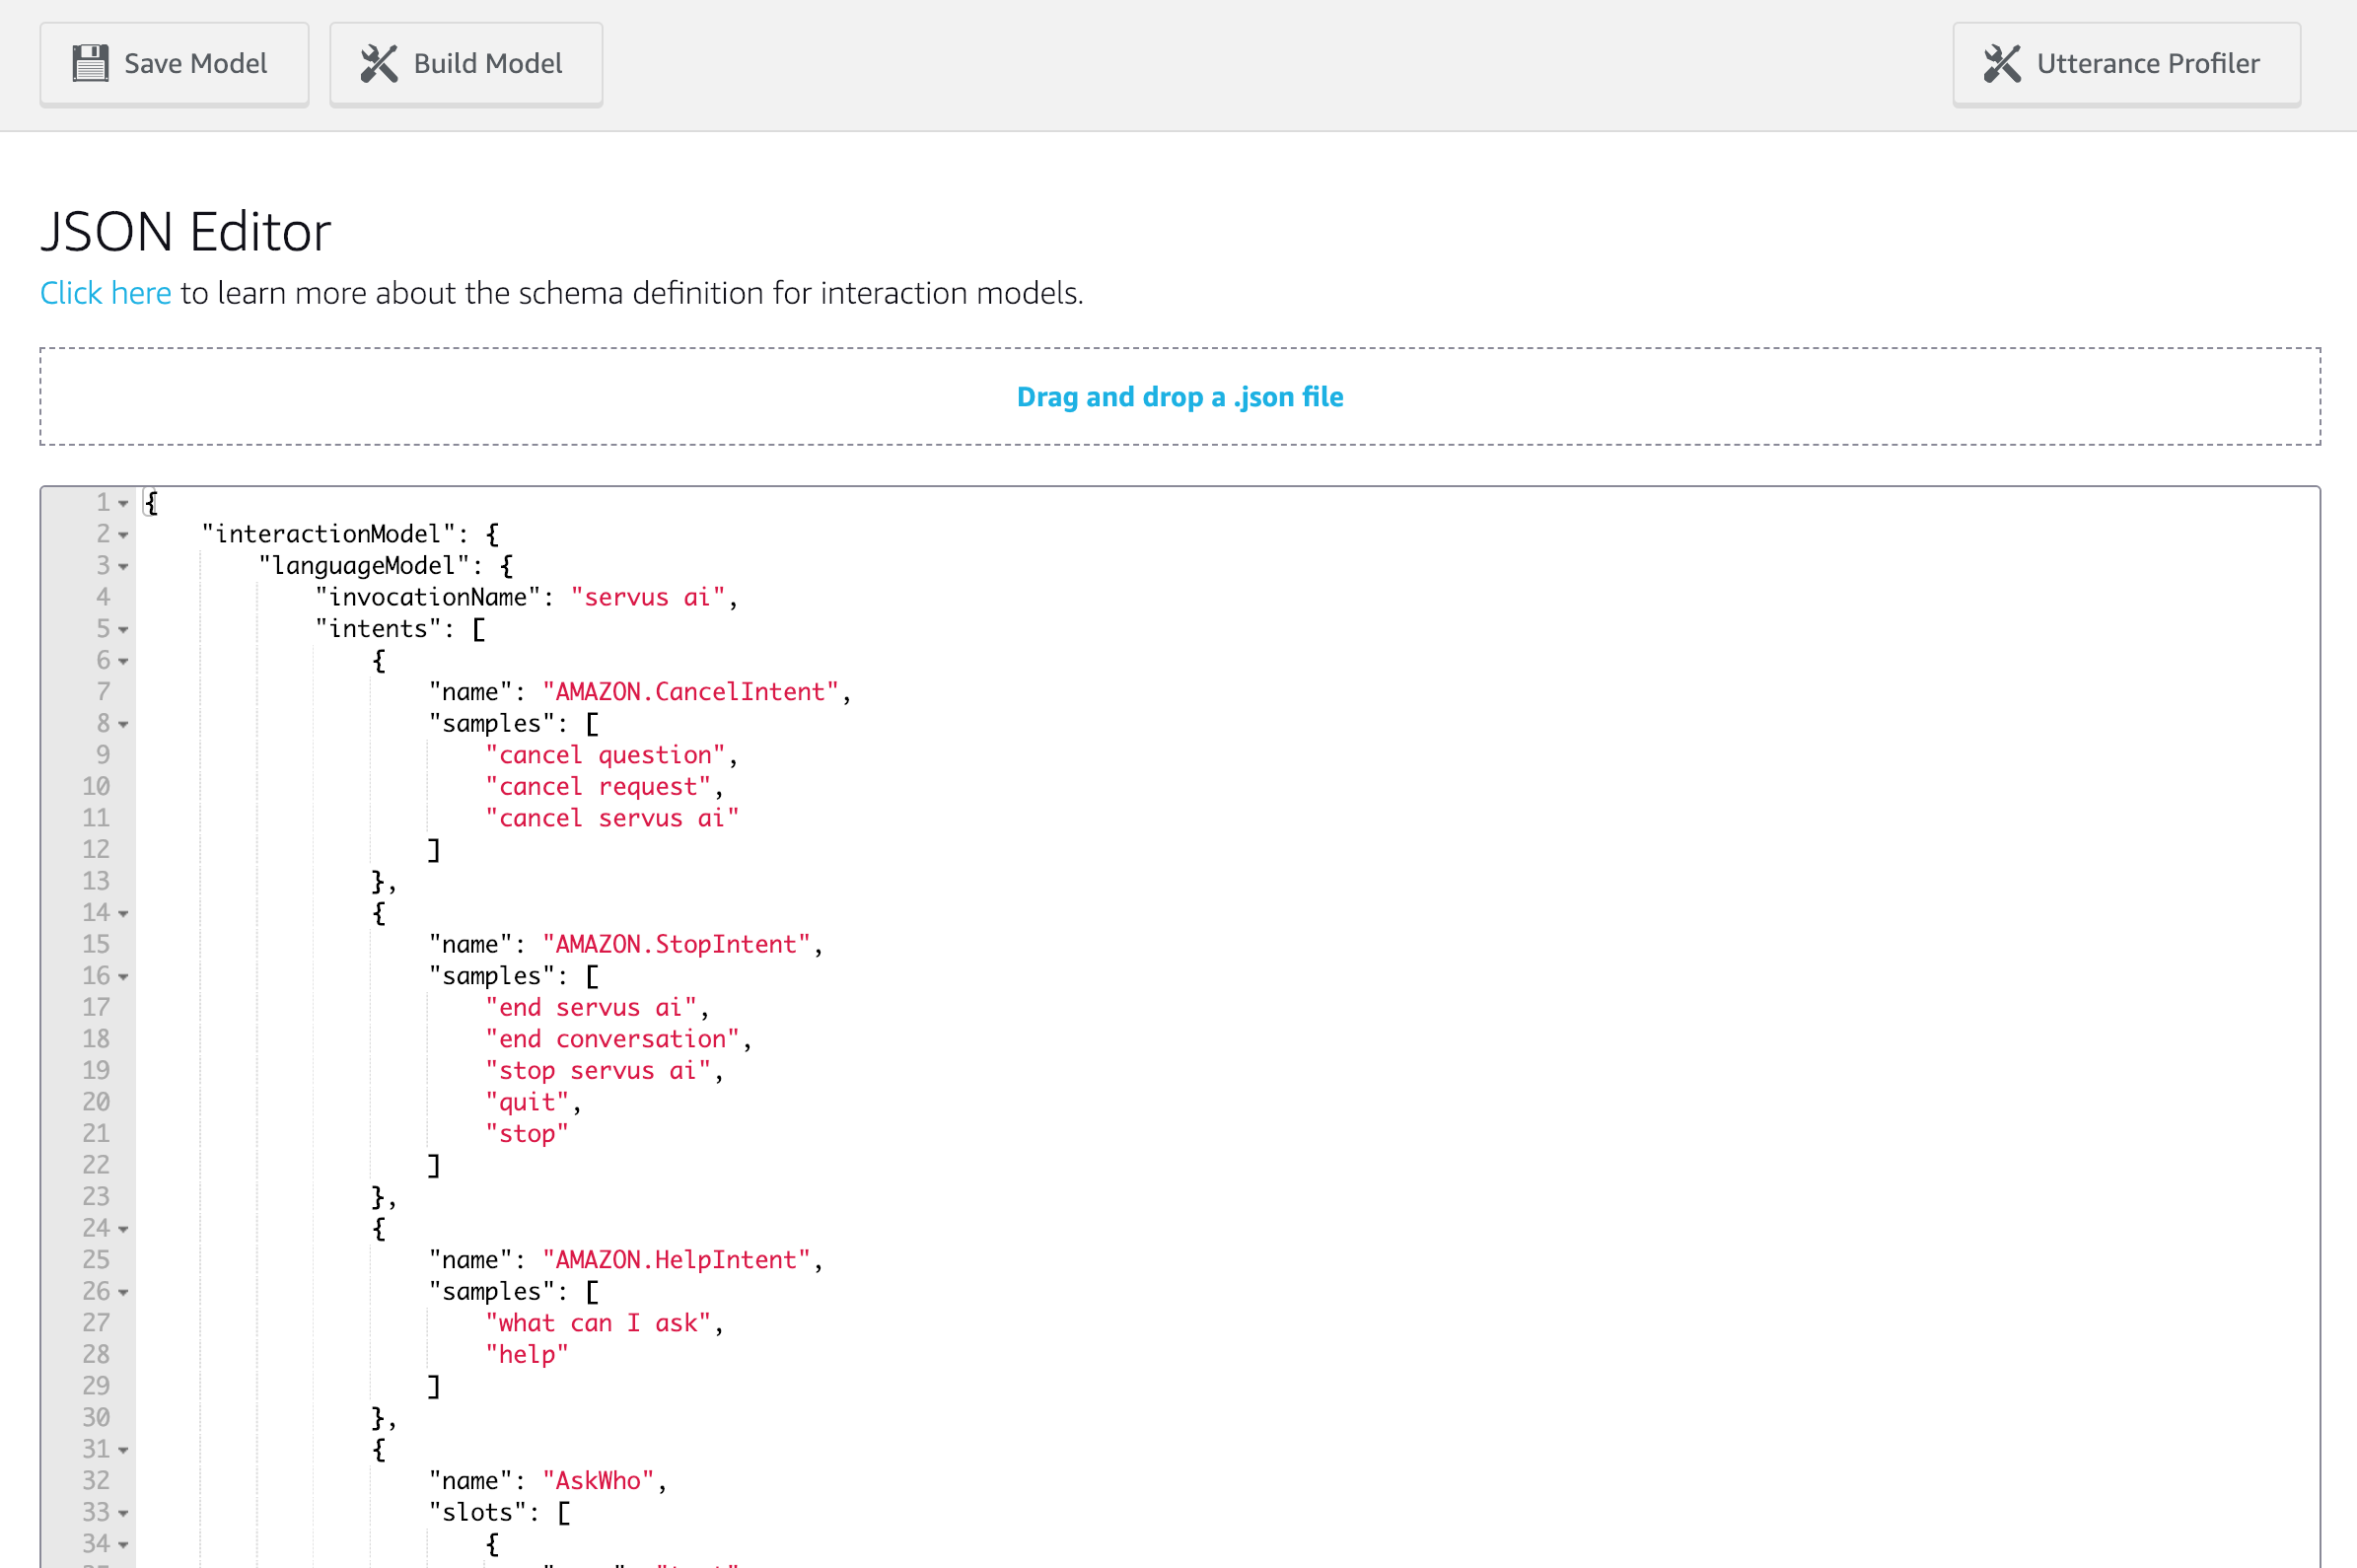 Save Model
Build Model
Utterance Profiler
JSON Editor
Click here to learn more about the schema definition for interaction models.
Drag and drop a .json file
1 {
2     "interactionModel": {
3         "languageModel": {
4             "invocationName": "servus ai",
5             "intents": [
6                 {
7                     "name": "AMAZON.CancelIntent",
8                     "samples": [
9                         "cancel question",
10                         "cancel request",
11                         "cancel servus ai"
12                     ]
13                 },
14                 {
15                     "name": "AMAZON.StopIntent",
16                     "samples": [
17                         "end servus ai",
18                         "end conversation",
19                         "stop servus ai",
20                         "quit",
21                         "stop"
22                     ]
23                 },
24                 {
25                     "name": "AMAZON.HelpIntent",
26                     "samples": [
27                         "what can I ask",
28                         "help"
29                     ]
30                 },
31                 {
32                     "name": "AskWho",
33                     "slots": [
34                         {